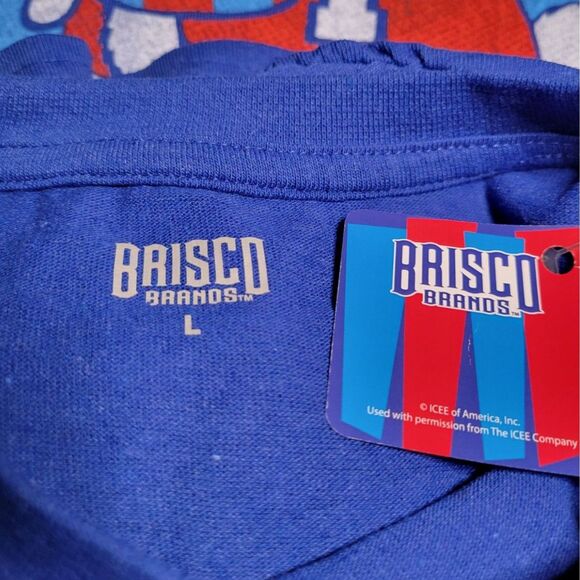 BRISCO
BRANDS™
L
BRISCO
BRANDS™
© ICEE of America, Inc.
Used with permission from The ICEE Company